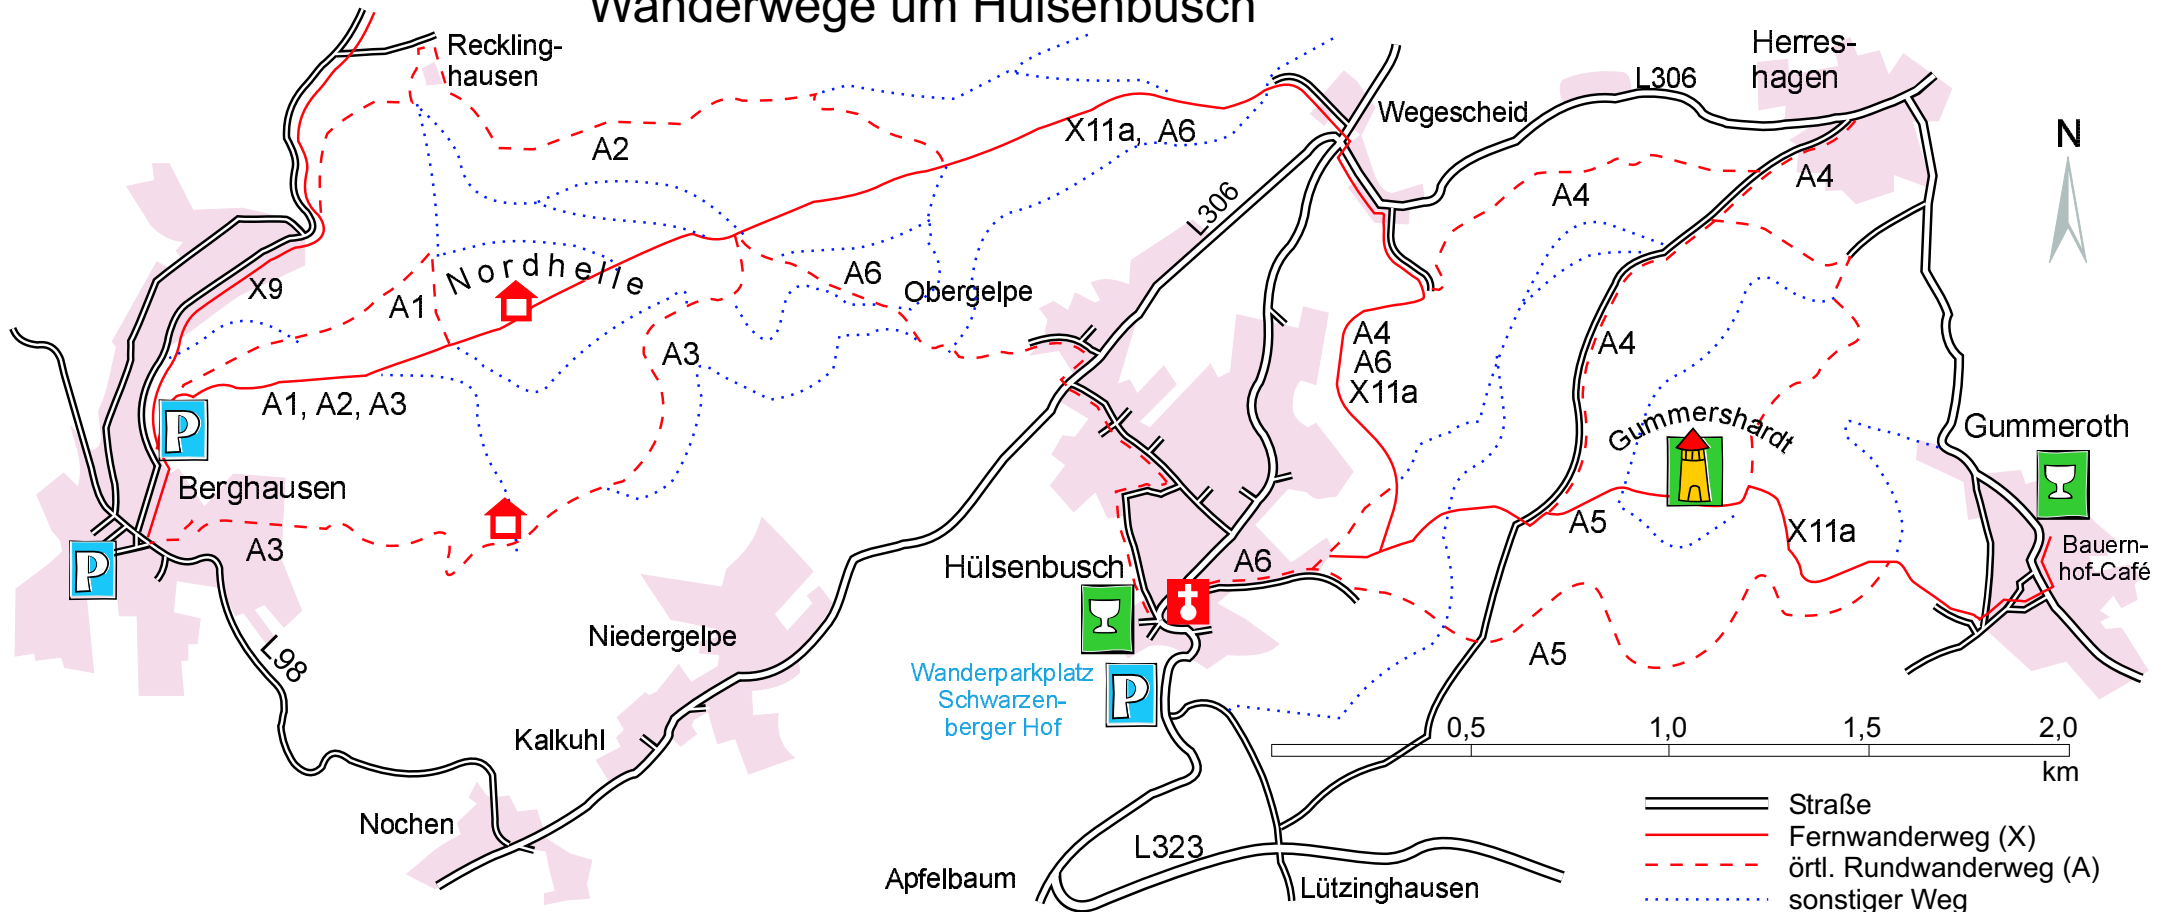 Wanderwege um Hülsenbusch
Reckling-
hausen
Herres-
hagen
L306
Wegescheid
X11a, A6
A2
N
A4
A4
L306
X9
A1
Nordhelle
A6
Obergelpe
A4
A6
X11a
A4
A3
A1, A2, A3
P
Gummershardt
Gummeroth
Berghausen
A3
A5
X11a
Bauern-
hof-Café
P
Hülsenbusch
A6
Niedergelpe
A5
L98
Wanderparkplatz
Schwarzen-
berger Hof
P
Kalkuhl
0,5
1,0
1,5
2,0
km
Nochen
L323
Apfelbaum
Lützinghausen
Straße
Fernwanderweg (X)
örtl. Rundwanderweg (A)
sonstiger Weg